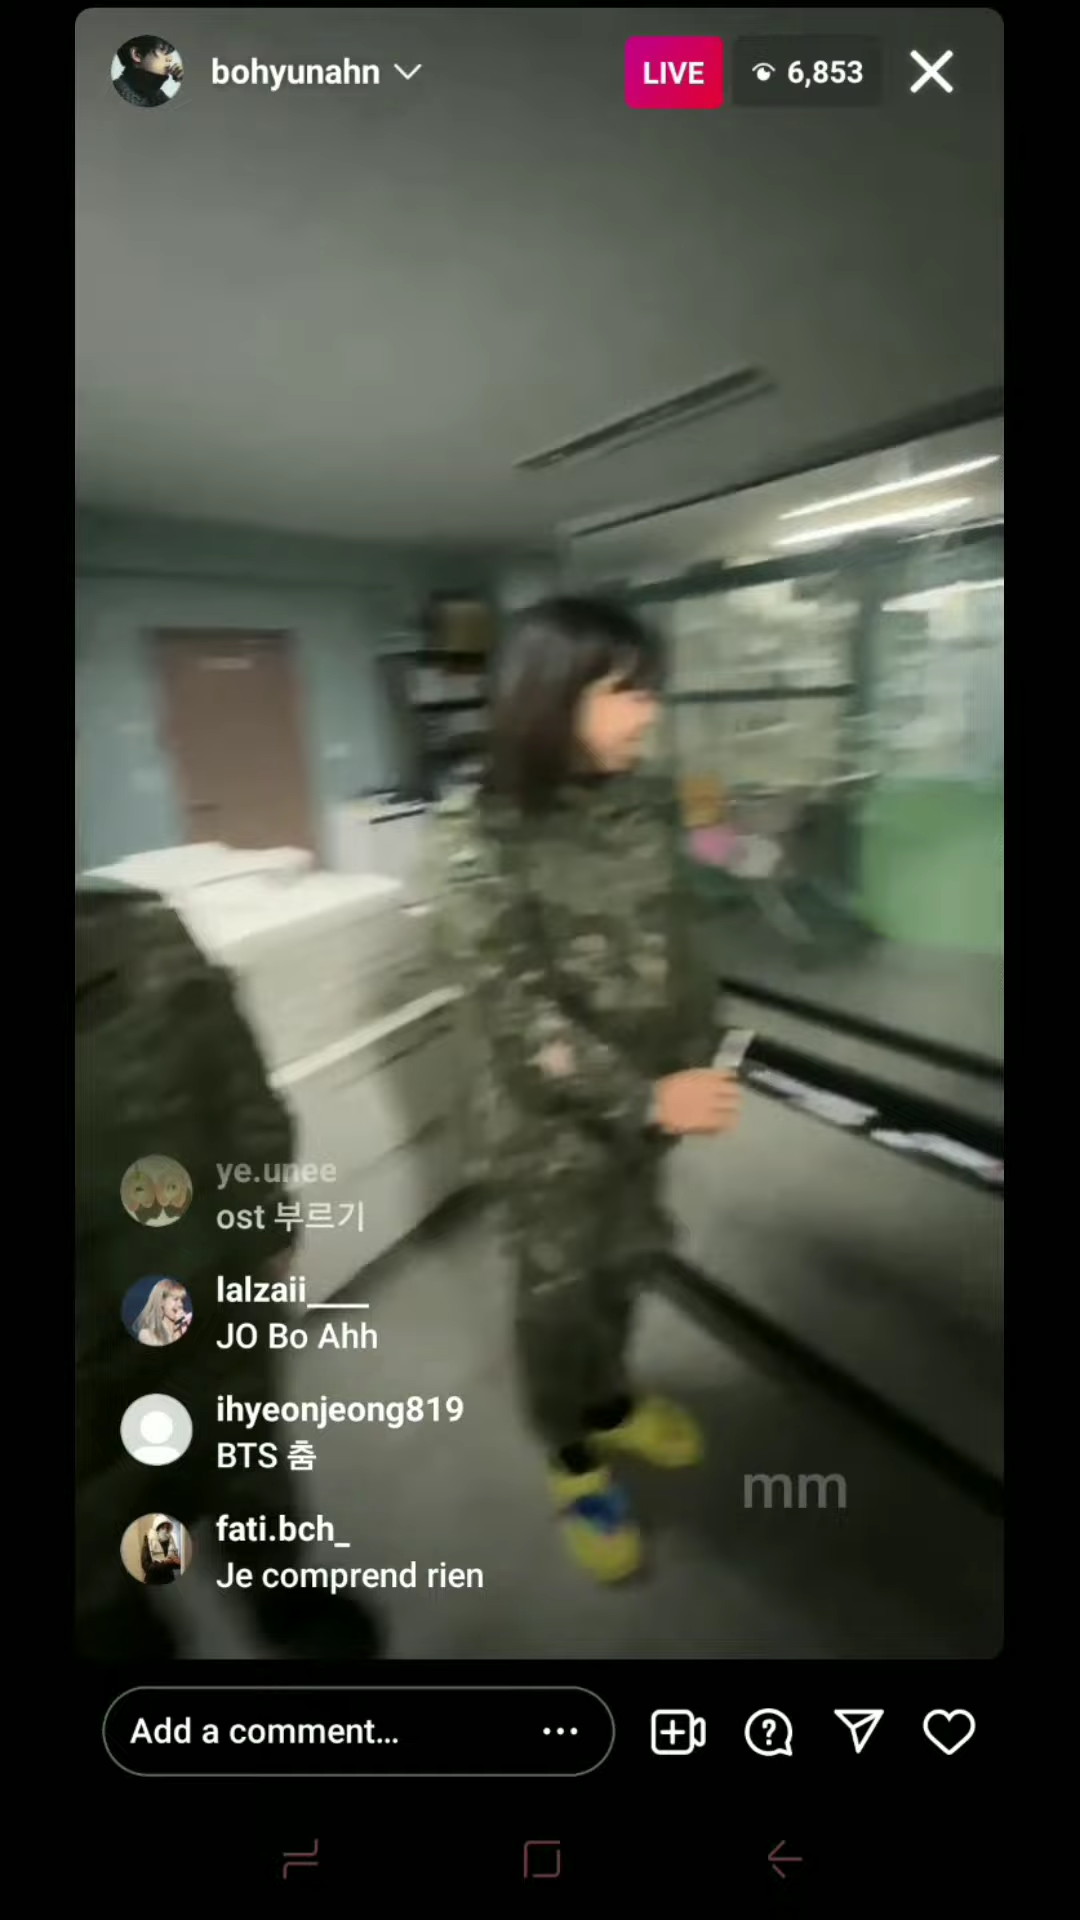 bohyunahn
LIVE
6,853
ye.unee
ost 부르기
lalzaii____
JO Bo Ahh
ihyeonjeong819
BTS 춤
fati.bch_
Je comprend rien
mm
Add a comment...